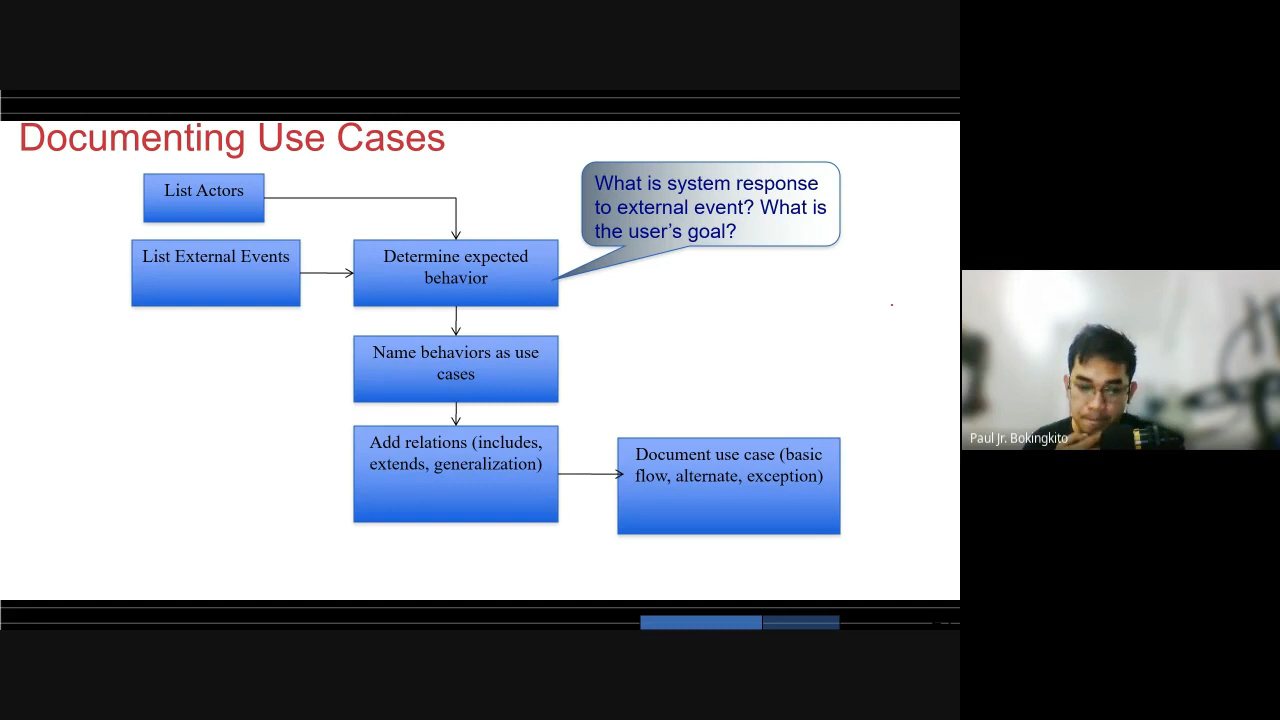 Documenting Use Cases
List Actors
What is system response
to external event? What is
the user’s goal?
List External Events
Determine expected
behavior
Name behaviors as use
cases
Add relations (includes,
extends, generalization)
Document use case (basic
flow, alternate, exception)
Paul Jr. Bokingkito